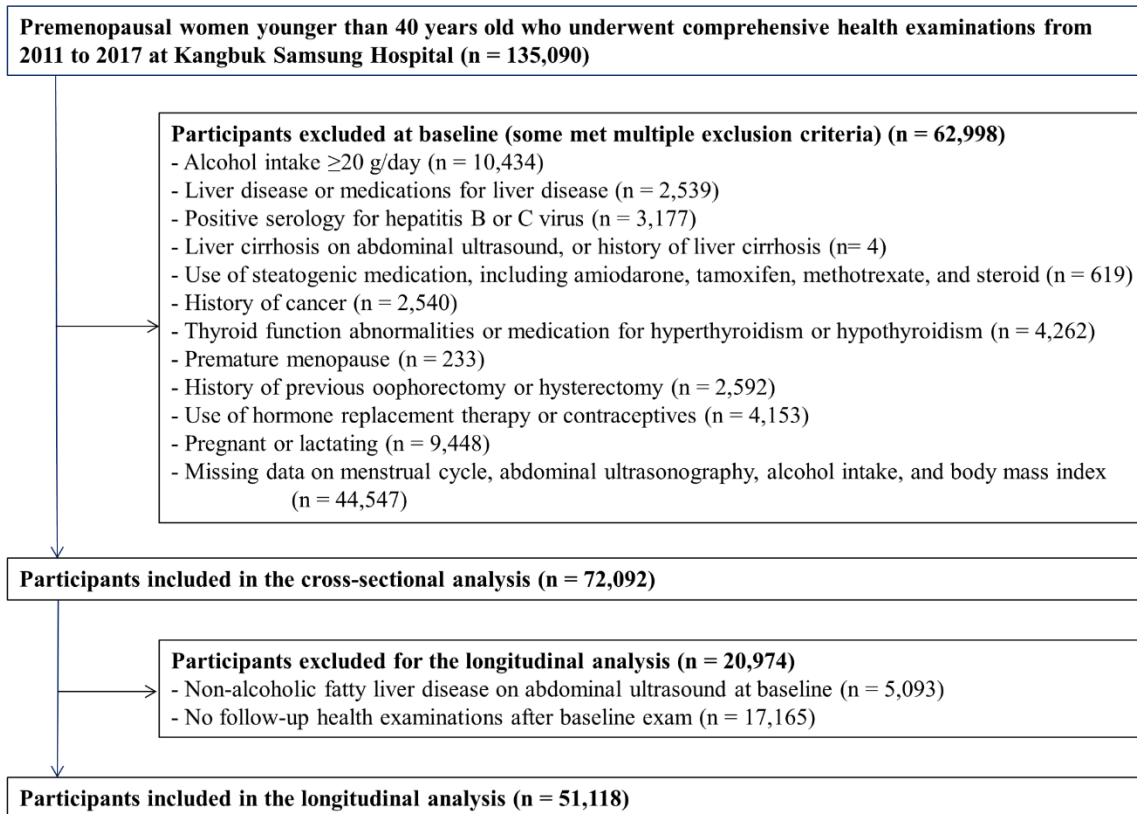 Premenopausal women younger than 40 years old who underwent comprehensive health examinations from
2011 to 2017 at Kangbuk Samsung Hospital (n = 135,090)
Participants excluded at baseline (some met multiple exclusion criteria) (n = 62,998)
- Alcohol intake ≥20 g/day (n = 10,434)
- Liver disease or medications for liver disease (n = 2,539)
- Positive serology for hepatitis B or C virus (n = 3,177)
- Liver cirrhosis on abdominal ultrasound, or history of liver cirrhosis (n= 4)
- Use of steatogenic medication, including amiodarone, tamoxifen, methotrexate, and steroid (n = 619)
- History of cancer (n = 2,540)
- Thyroid function abnormalities or medication for hyperthyroidism or hypothyroidism (n = 4,262)
- Premature menopause (n = 233)
- History of previous oophorectomy or hysterectomy (n = 2,592)
- Use of hormone replacement therapy or contraceptives (n = 4,153)
- Pregnant or lactating (n = 9,448)
- Missing data on menstrual cycle, abdominal ultrasonography, alcohol intake, and body mass index
(n = 44,547)
Participants included in the cross-sectional analysis (n = 72,092)
Participants excluded for the longitudinal analysis (n = 20,974)
- Non-alcoholic fatty liver disease on abdominal ultrasound at baseline (n = 5,093)
- No follow-up health examinations after baseline exam (n = 17,165)
Participants included in the longitudinal analysis (n = 51,118)